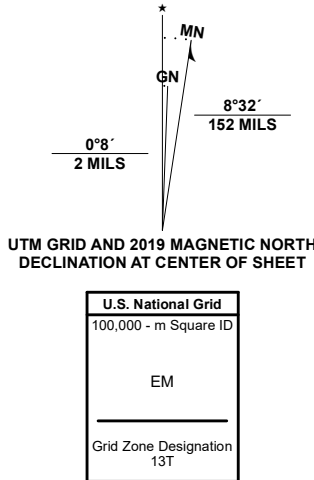 ★
MN
GN
8°32´
152 MILS
0°8´
2 MILS
UTM GRID AND 2019 MAGNETIC NORTH
DECLINATION AT CENTER OF SHEET
U.S. National Grid
100,000 - m Square ID
EM
Grid Zone Designation
13T